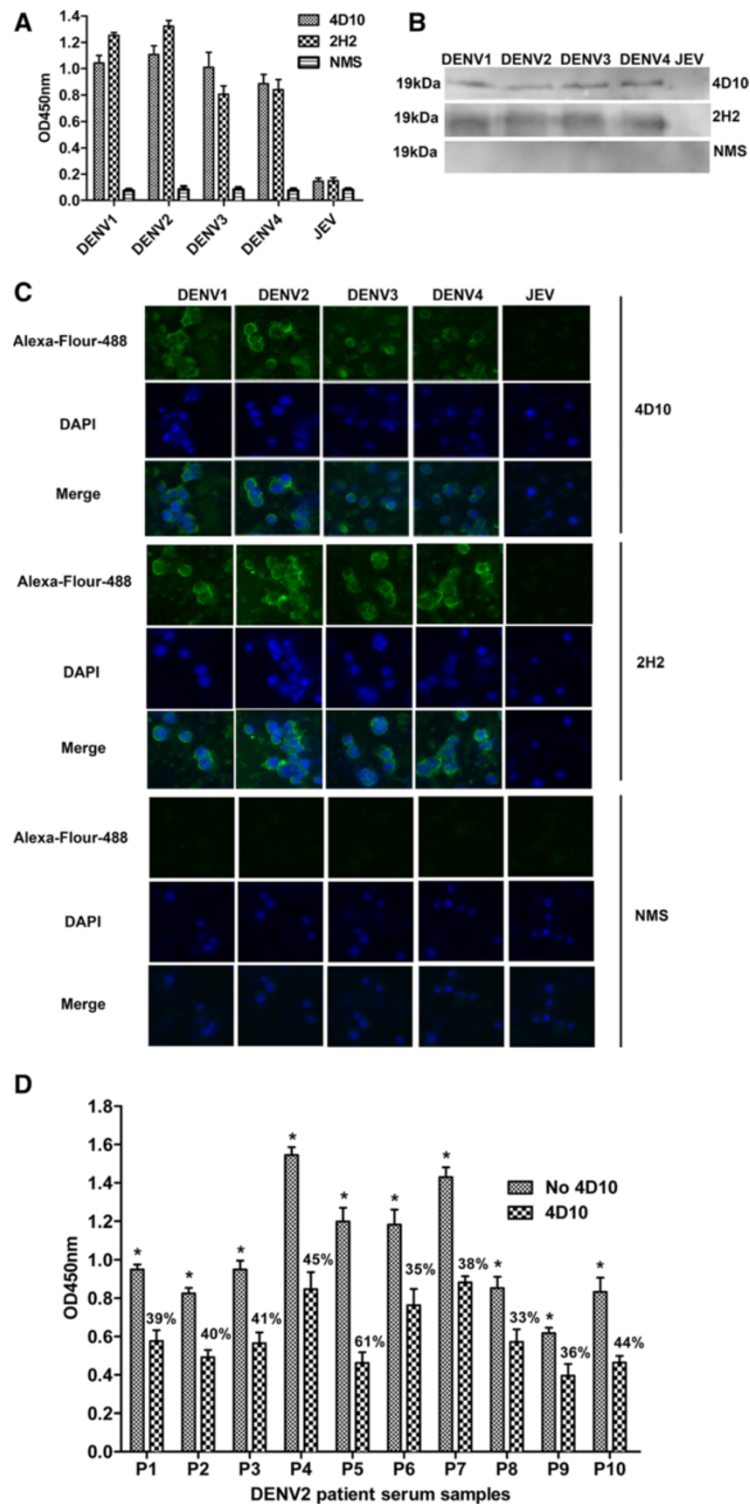 A
1.4
1.2
1.0
0.8
0.6
0.4
0.2
0.0
OD450nm
4D10
2H2
NMS
DENV1
DENV2
DENV3
DENV4
JEV
B
DENV1 DENV2 DENV3 DENV4 JEV
19kDa 4D10
19kDa 2H2
19kDa NMS
C
DENV1 DENV2 DENV3 DENV4 JEV
Alexa-Flour-488
DAPI
Merge
4D10
Alexa-Flour-488
DAPI
Merge
2H2
Alexa-Flour-488
DAPI
Merge
NMS
D
1.8
1.6
1.4
1.2
1.0
0.8
0.6
0.4
0.2
0.0
OD450nm
No 4D10
4D10
* * * * * * * * * *
39% 40% 41% 45% 61% 35% 38% 33% 36% 44%
P1 P2 P3 P4 P5 P6 P7 P8 P9 P10
DENV2 patient serum samples